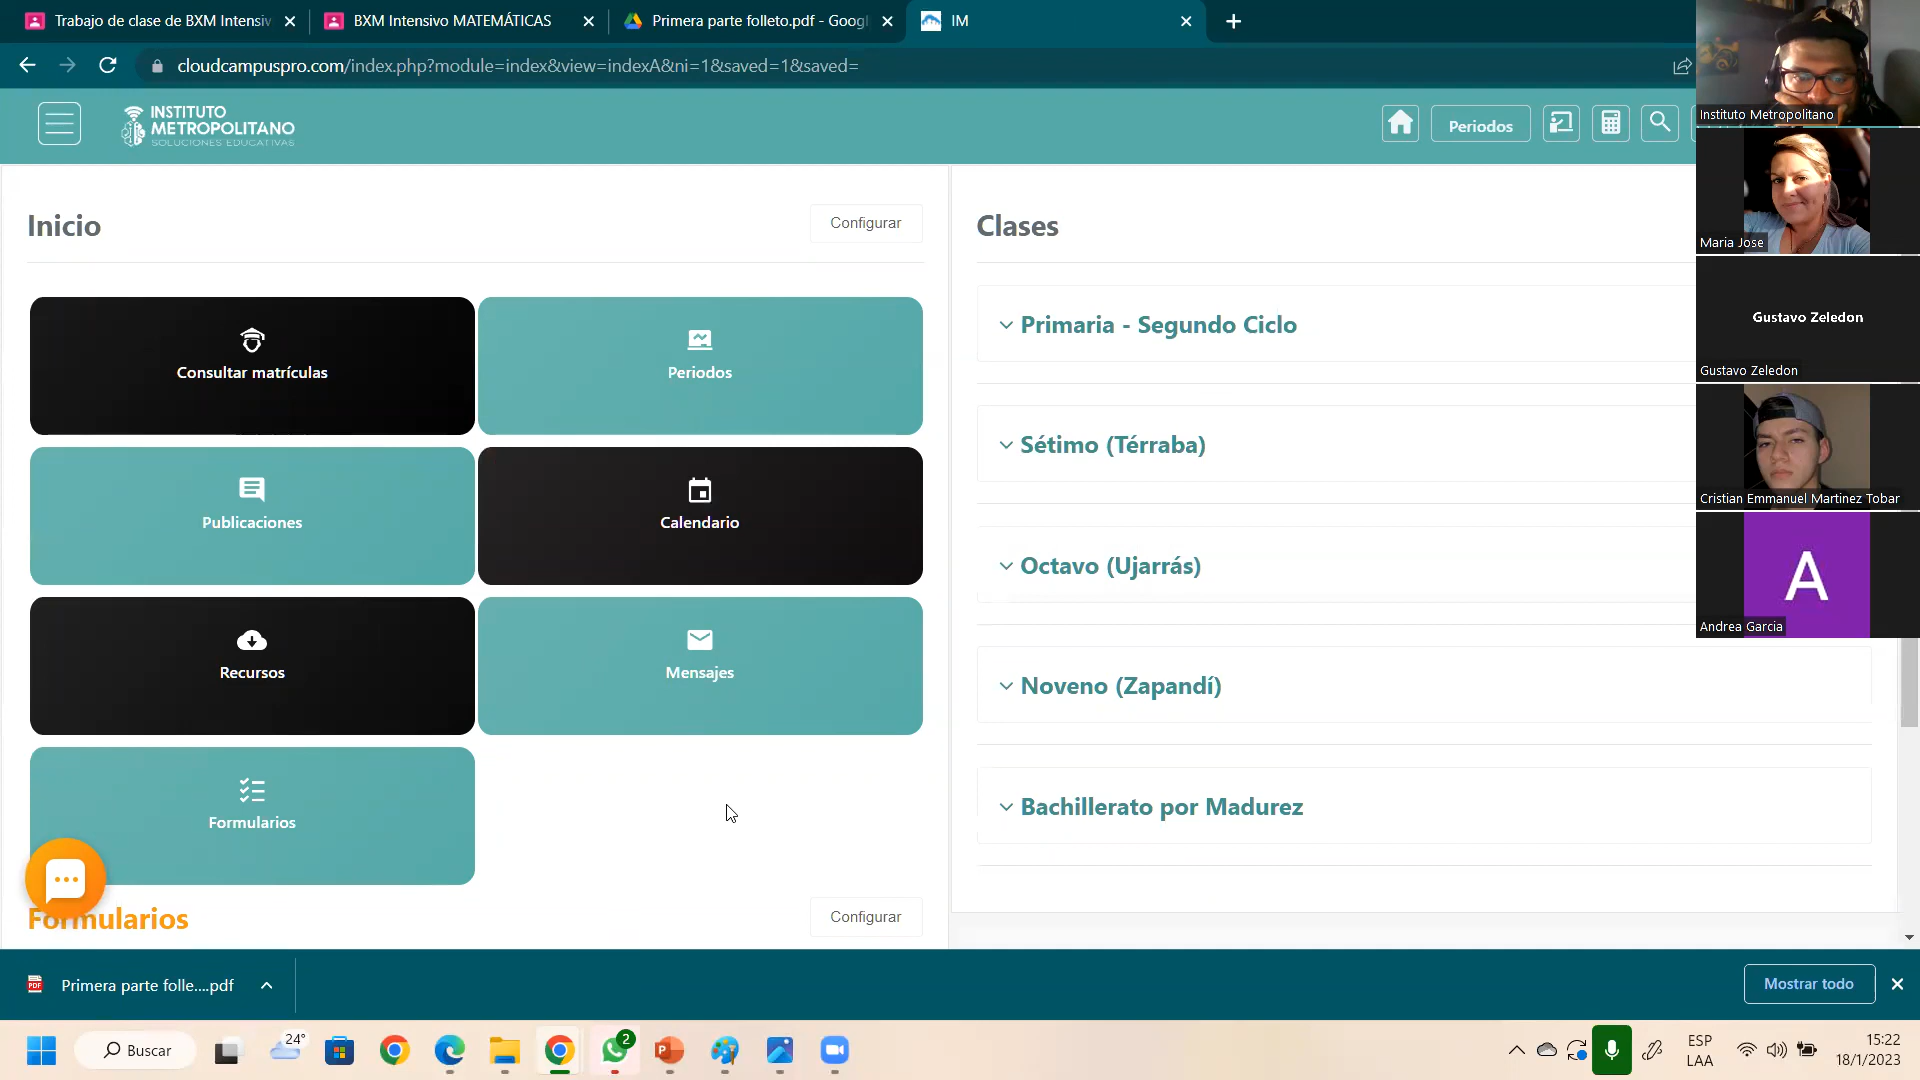 Trabajo de clase de BXM Intensiv
BXM Intensivo MATEMÁTICAS
Primera parte folleto.pdf - Googl
IM
cloudcampuspro.com/index.php?module=index&view=indexA&ni=1&saved=1&saved=
INSTITUTO
METROPOLITANO
SOLUCIONES EDUCATIVAS
Periodos
Instituto Metropolitano
Maria Jose
Gustavo Zeledon
Gustavo Zeledon
Cristian Emmanuel Martinez Tobar
A
Andrea Garcia
Inicio
Configurar
Consultar matrículas
Periodos
Publicaciones
Calendario
Recursos
Mensajes
Formularios
Formularios
Configurar
Clases
Primaria - Segundo Ciclo
Sétimo (Térraba)
Octavo (Ujarrás)
Noveno (Zapandí)
Bachillerato por Madurez
PDF
Primera parte folle....pdf
Mostrar todo
Buscar
24°
2
ESP
LAA
15:22
18/1/2023